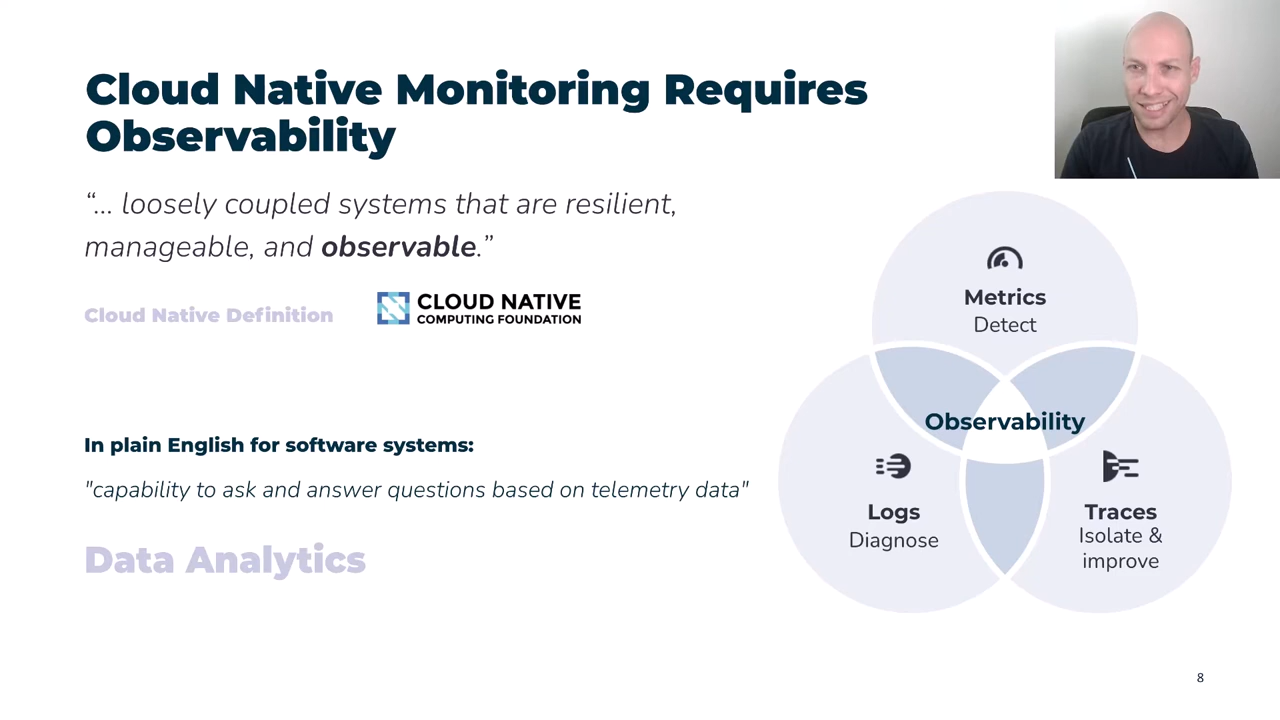 Cloud Native Monitoring Requires
Observability
“... loosely coupled systems that are resilient,
manageable, and observable.”
Cloud Native Definition
CLOUD NATIVE
COMPUTING FOUNDATION
In plain English for software systems:
"capability to ask and answer questions based on telemetry data"
Data Analytics
Metrics
Detect
Observability
Logs
Diagnose
Traces
Isolate &
improve
8